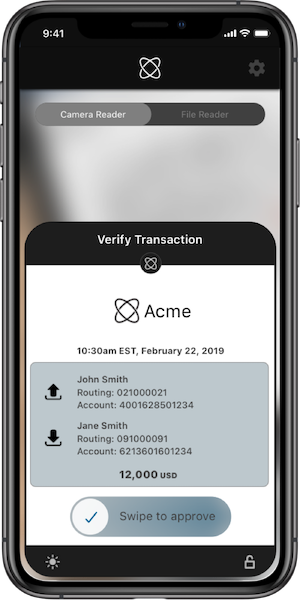 9:41
Camera Reader File Reader
Verify Transaction
Acme
10:30am EST, February 22, 2019
John Smith
Routing: 021000021
Account: 4001628501234
Jane Smith
Routing: 091000091
Account: 6213601601234
12,000 USD
Swipe to approve